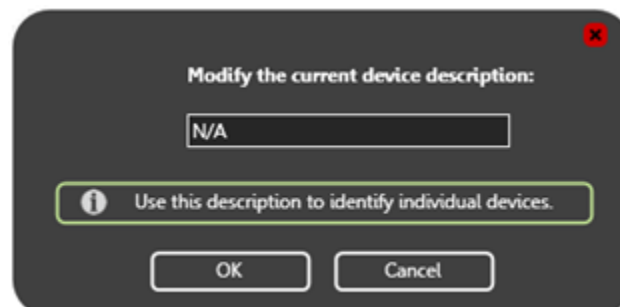 Modify the current device description:
N/A
Use this description to identify individual devices.
OK
Cancel